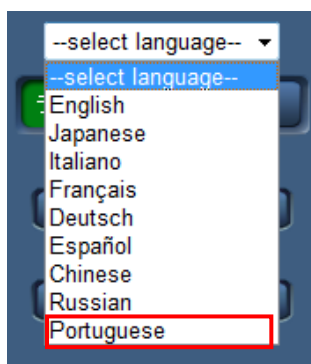 --select language--
--select language--
English
Japanese
Italiano
Français
Deutsch
Español
Chinese
Russian
Portuguese